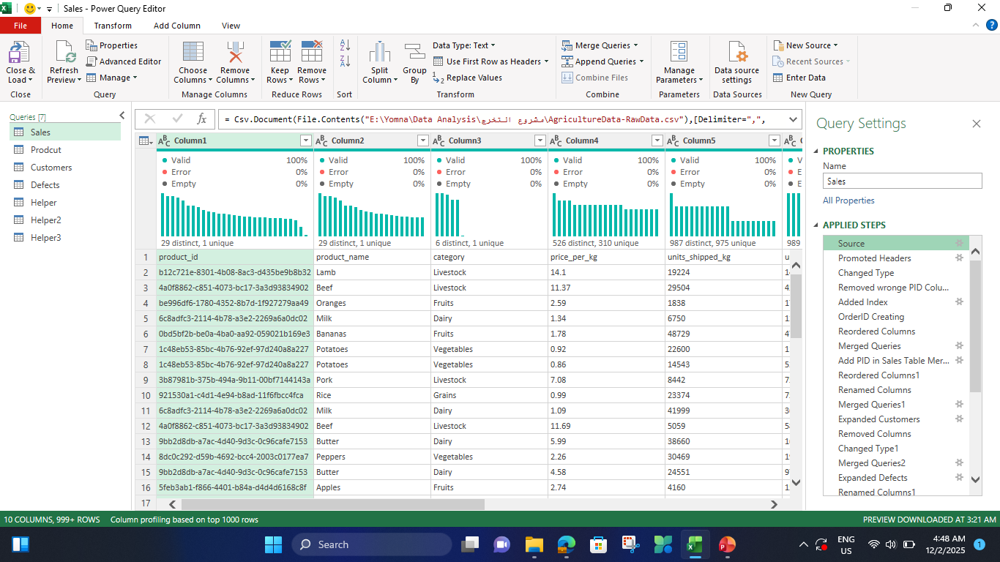 Sales - Power Query Editor
File Home Transform Add Column View
Close & Load
Close
Refresh Preview
Properties
Advanced Editor
Manage
Query
Choose Columns
Remove Columns
Manage Columns
Keep Rows
Remove Rows
Reduce Rows
Sort
Split Column
Group By
Data Type: Text
Use First Row as Headers
Replace Values
Transform
Merge Queries
Append Queries
Combine Files
Combine
Manage Parameters
Parameters
Data source settings
Data Sources
New Source
Recent Sources
Enter Data
New Query
Queries [7]
Sales
Prodcut
Customers
Defects
Helper
Helper2
Helper3
= Csv.Document(File.Contents("E:\Yomna\Data Analysis\مشروع التخرج\AgricultureData-RawData.csv"),[Delimiter=",",
Column1 Column2 Column3 Column4 Column5
Valid 100% Valid 100% Valid 100% Valid 100% Valid 100% V
Error 0% Error 0% Error 0% Error 0% Error 0% E
Empty 0% Empty 0% Empty 0% Empty 0% Empty 0% E
29 distinct, 1 unique 29 distinct, 1 unique 6 distinct, 1 unique 526 distinct, 310 unique 987 distinct, 975 unique 989
1 product_id product_name category price_per_kg units_shipped_kg u
2 b12c721e-8301-4b08-8ac3-d435be9b8b32 Lamb Livestock 14.1 19224
3 4a0f8862-c851-4073-bc17-3a3d93834902 Beef Livestock 11.37 29504
4 be996df6-1780-4352-8b7d-1f927279aa49 Oranges Fruits 2.59 1838
5 6c8adfc3-2114-4b78-a3e2-2269a6a0dc02 Milk Dairy 1.34 6750
6 0bd5bf2b-be0a-4ba0-aa92-059021b169e3 Bananas Fruits 1.78 48729
7 1c48eb53-85bc-4b76-92ef-97d240a8a227 Potatoes Vegetables 0.92 22600
8 1c48eb53-85bc-4b76-92ef-97d240a8a227 Potatoes Vegetables 0.86 14543
9 3b87981b-375b-494a-9b11-00bf7144143a Pork Livestock 7.08 8442
10 921530a1-c4d1-4e94-b8ad-11f6fbcc4fca Rice Grains 0.99 23374
11 6c8adfc3-2114-4b78-a3e2-2269a6a0dc02 Milk Dairy 1.09 41999
12 4a0f8862-c851-4073-bc17-3a3d93834902 Beef Livestock 11.69 5059
13 9bb2d8db-a7ac-4d40-9d3c-0c96cafe7153 Butter Dairy 5.99 38660
14 8dc0c292-d59b-4692-bcc4-2003c0177ea7 Peppers Vegetables 2.26 30469
15 9bb2d8db-a7ac-4d40-9d3c-0c96cafe7153 Butter Dairy 4.58 24551
16 5feb3ab1-f866-4401-b84a-d4d4d6168c8f Apples Fruits 2.74 4160
17
Query Settings
PROPERTIES
Name
Sales
All Properties
APPLIED STEPS
Source
Promoted Headers
Changed Type
Removed wronge PID Colu...
Added Index
OrderID Creating
Reordered Columns
Merged Queries
Add PID in Sales Table Mer...
Reordered Columns1
Renamed Columns
Merged Queries1
Expanded Customers
Removed Columns
Changed Type1
Merged Queries2
Expanded Defects
Renamed Columns1
10 COLUMNS, 999+ ROWS Column profiling based on top 1000 rows PREVIEW DOWNLOADED AT 3:21 AM
Search
ENG
US
4:48 AM
12/2/2025
1